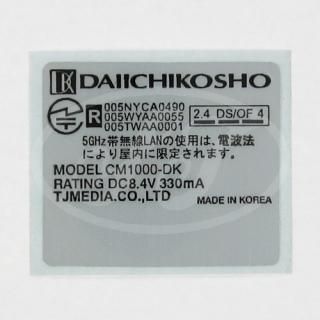 DK DAIICHIKOSHO
R 005NYCA0490
005WYAA0055
005TWAA0001
2.4 DS/OF 4
5GHz帯無線LANの使用は、電波法
により屋内に限定されます。
MODEL CM1000-DK
RATING DC8.4V 330mA
TJMEDIA.CO.,LTD
MADE IN KOREA